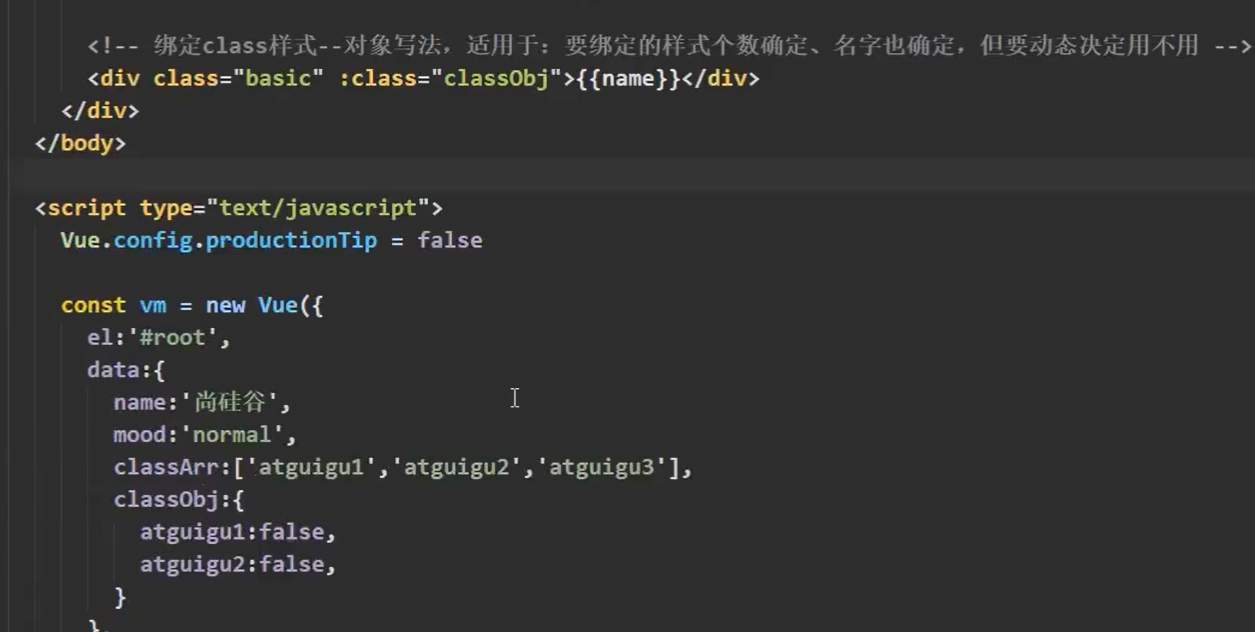 <!-- 绑定class样式--对象写法，适用于：要绑定的样式个数确定、名字也确定，但要动态决定用不用 -->
<div class="basic" :class="classObj">{{name}}</div>
</div>
</body>
<script type="text/javascript">
Vue.config.productionTip = false
const vm = new Vue({
el:'#root',
data:{
name:'尚硅谷',
mood:'normal',
classArr:['atguigu1','atguigu2','atguigu3'],
classObj:{
atguigu1:false,
atguigu2:false,
}
},